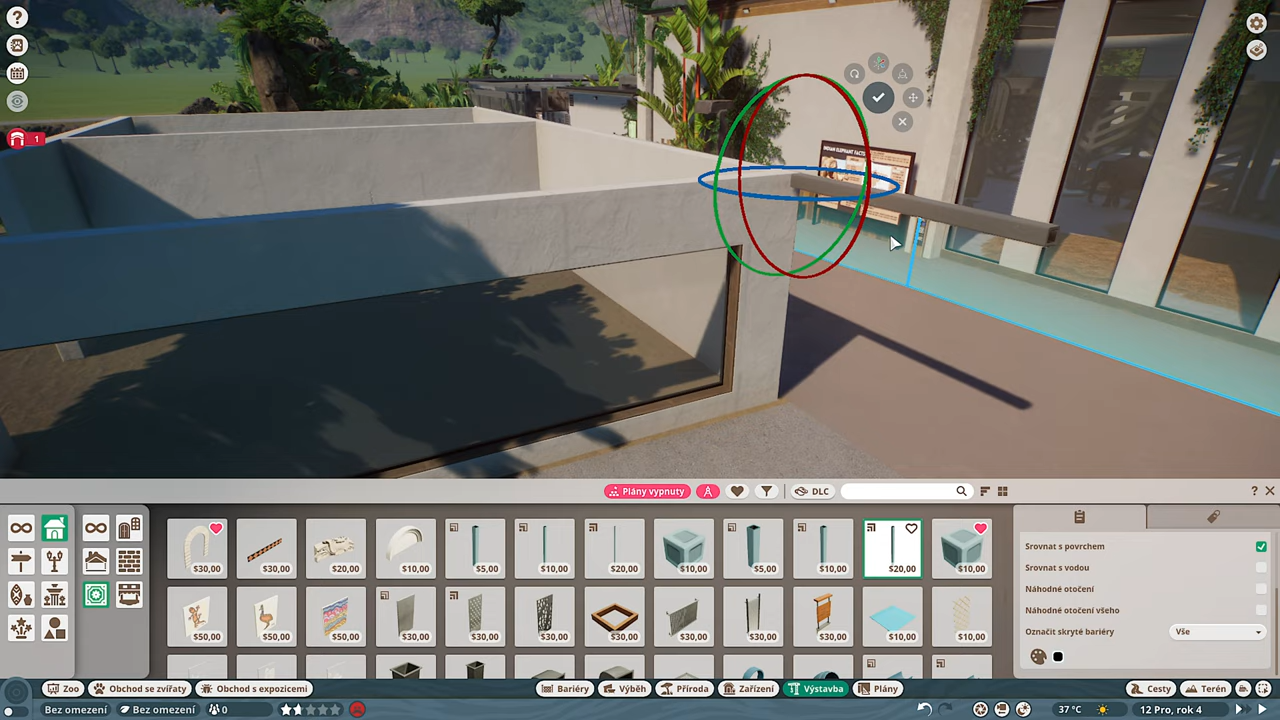 ?
1
INDIAN ELEPHANT FACTS
Plány vypnuty
DLC
?
$30,00
$30,00
$20,00
$10,00
$5,00
$10,00
$20,00
$10,00
$5,00
$10,00
$20,00
$10,00
$50,00
$50,00
$50,00
$30,00
$30,00
$30,00
$30,00
$30,00
$30,00
$30,00
$10,00
$10,00
Srovnat s povrchem
Srovnat s vodou
Náhodné otočení
Náhodné otočení všeho
Označit skryté bariéry
Vše
Zoo
Obchod se zvířaty
Obchod s expozicemi
Bariéry
Výběh
Příroda
Zařízení
Výstavba
Plány
Cesty
Terén
Bez omezení
Bez omezení
0
37 °C
12 Pro, rok 4